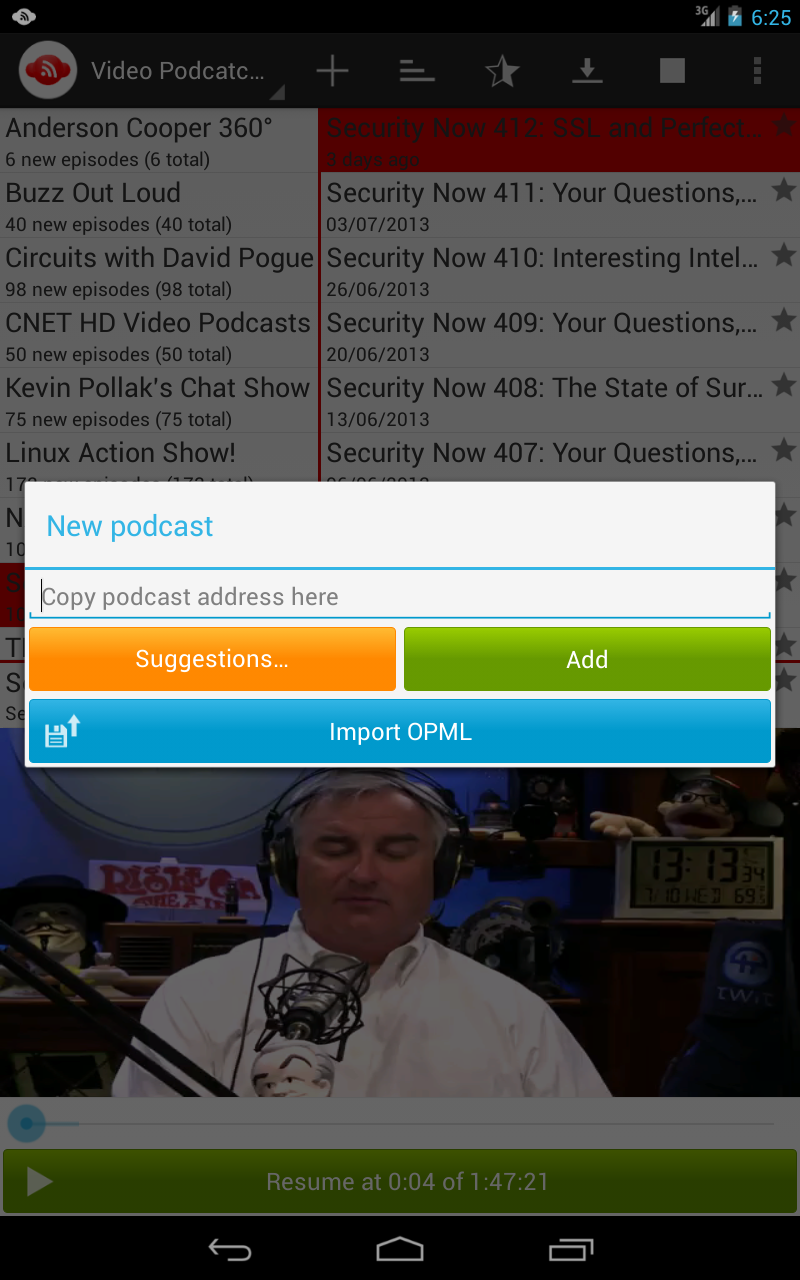 3G 6:25
Video Podcatc...
Anderson Cooper 360°
6 new episodes (6 total)
Buzz Out Loud
40 new episodes (40 total)
Circuits with David Pogue
98 new episodes (98 total)
CNET HD Video Podcasts
50 new episodes (50 total)
Kevin Pollak's Chat Show
75 new episodes (75 total)
Linux Action Show!
Security Now 412: SSL and Perfect...
3 days ago
Security Now 411: Your Questions,...
03/07/2013
Security Now 410: Interesting Intel...
26/06/2013
Security Now 409: Your Questions,...
20/06/2013
Security Now 408: The State of Sur...
13/06/2013
Security Now 407: Your Questions,...
New podcast
Copy podcast address here
Suggestions...
Add
Import OPML
13:13 34
7/10 WED 69.5
TWiT
Resume at 0:04 of 1:47:21